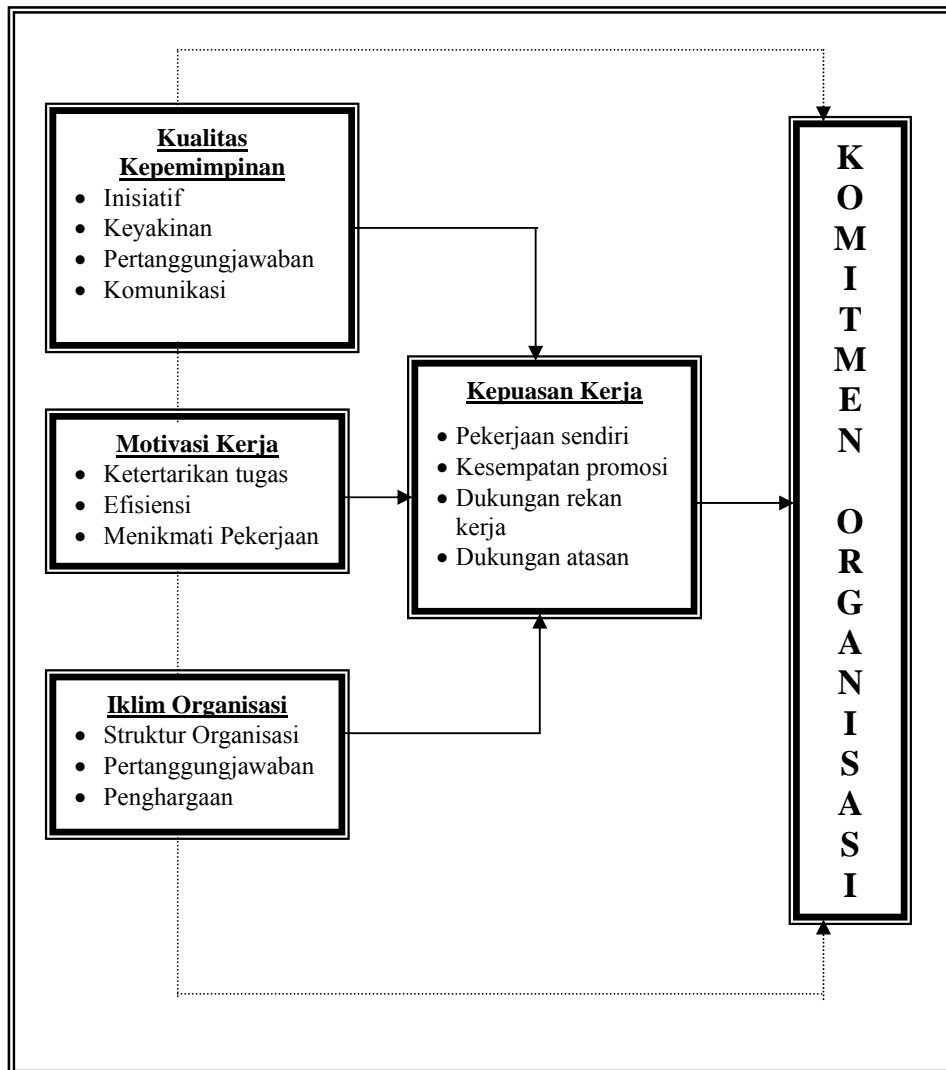 Kualitas
Kepemimpinan
• Inisiatif
• Keyakinan
• Pertanggungjawaban
• Komunikasi
Motivasi Kerja
• Ketertarikan tugas
• Efisiensi
• Menikmati Pekerjaan
Iklim Organisasi
• Struktur Organisasi
• Pertanggungjawaban
• Penghargaan
Kepuasan Kerja
• Pekerjaan sendiri
• Kesempatan promosi
• Dukungan rekan
kerja
• Dukungan atasan
K
O
M
I
T
M
E
N
O
R
G
A
N
I
S
A
S
I